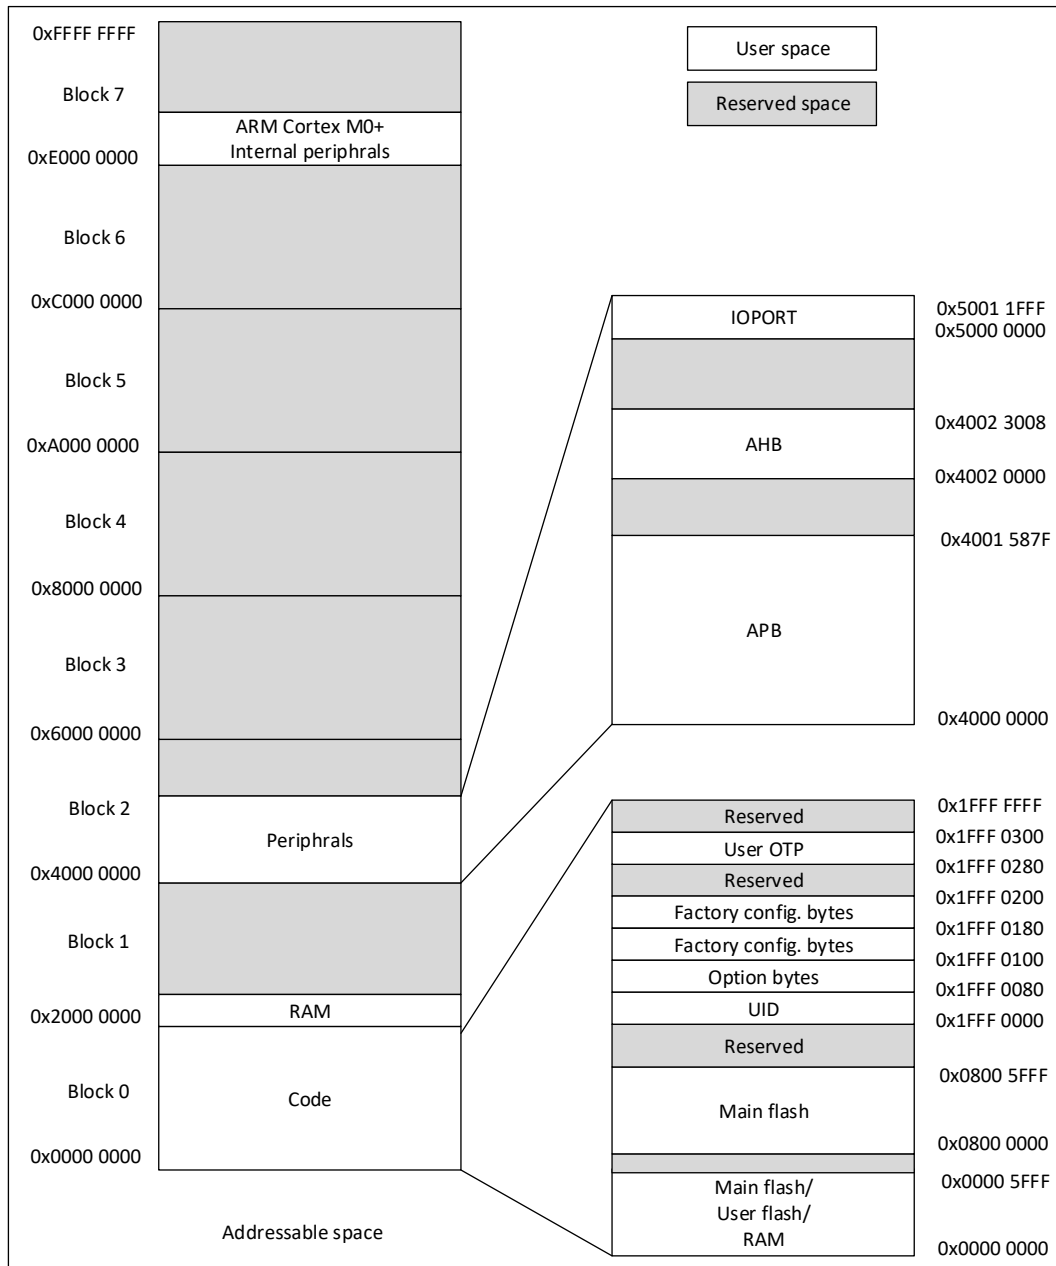 0xFFFF FFFF
Block 7
ARM Cortex M0+
Internal periphrals
0xE000 0000
Block 6
0xC000 0000
Block 5
0xA000 0000
Block 4
0x8000 0000
Block 3
0x6000 0000
Block 2
Periphrals
0x4000 0000
Block 1
0x2000 0000
RAM
Block 0
Code
0x0000 0000
Addressable space
User space
Reserved space
IOPORT
0x5001 1FFF
0x5000 0000
AHB
0x4002 3008
0x4002 0000
0x4001 587F
APB
0x4000 0000
Reserved
0x1FFF FFFF
0x1FFF 0300
User OTP
0x1FFF 0280
Reserved
0x1FFF 0200
Factory config. bytes
0x1FFF 0180
Factory config. bytes
0x1FFF 0100
Option bytes
0x1FFF 0080
UID
0x1FFF 0000
Reserved
0x0800 5FFF
Main flash
0x0800 0000
0x0000 5FFF
Main flash/
User flash/
RAM
0x0000 0000